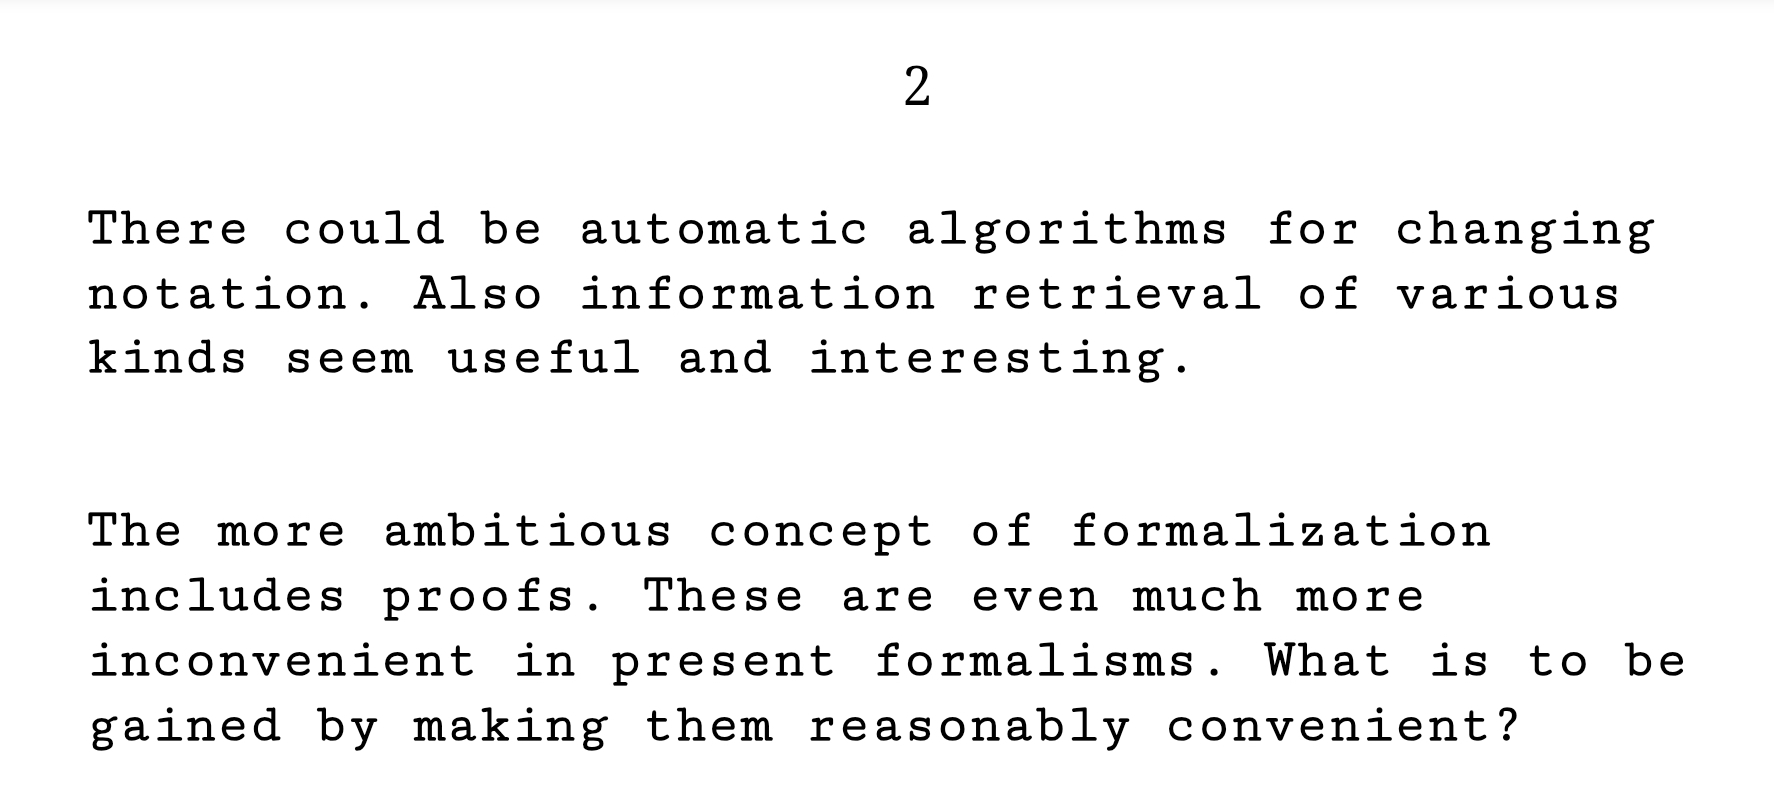 2
There could be automatic algorithms for changing
notation. Also information retrieval of various
kinds seem useful and interesting.
The more ambitious concept of formalization
includes proofs. These are even much more
inconvenient in present formalisms. What is to be
gained by making them reasonably convenient?